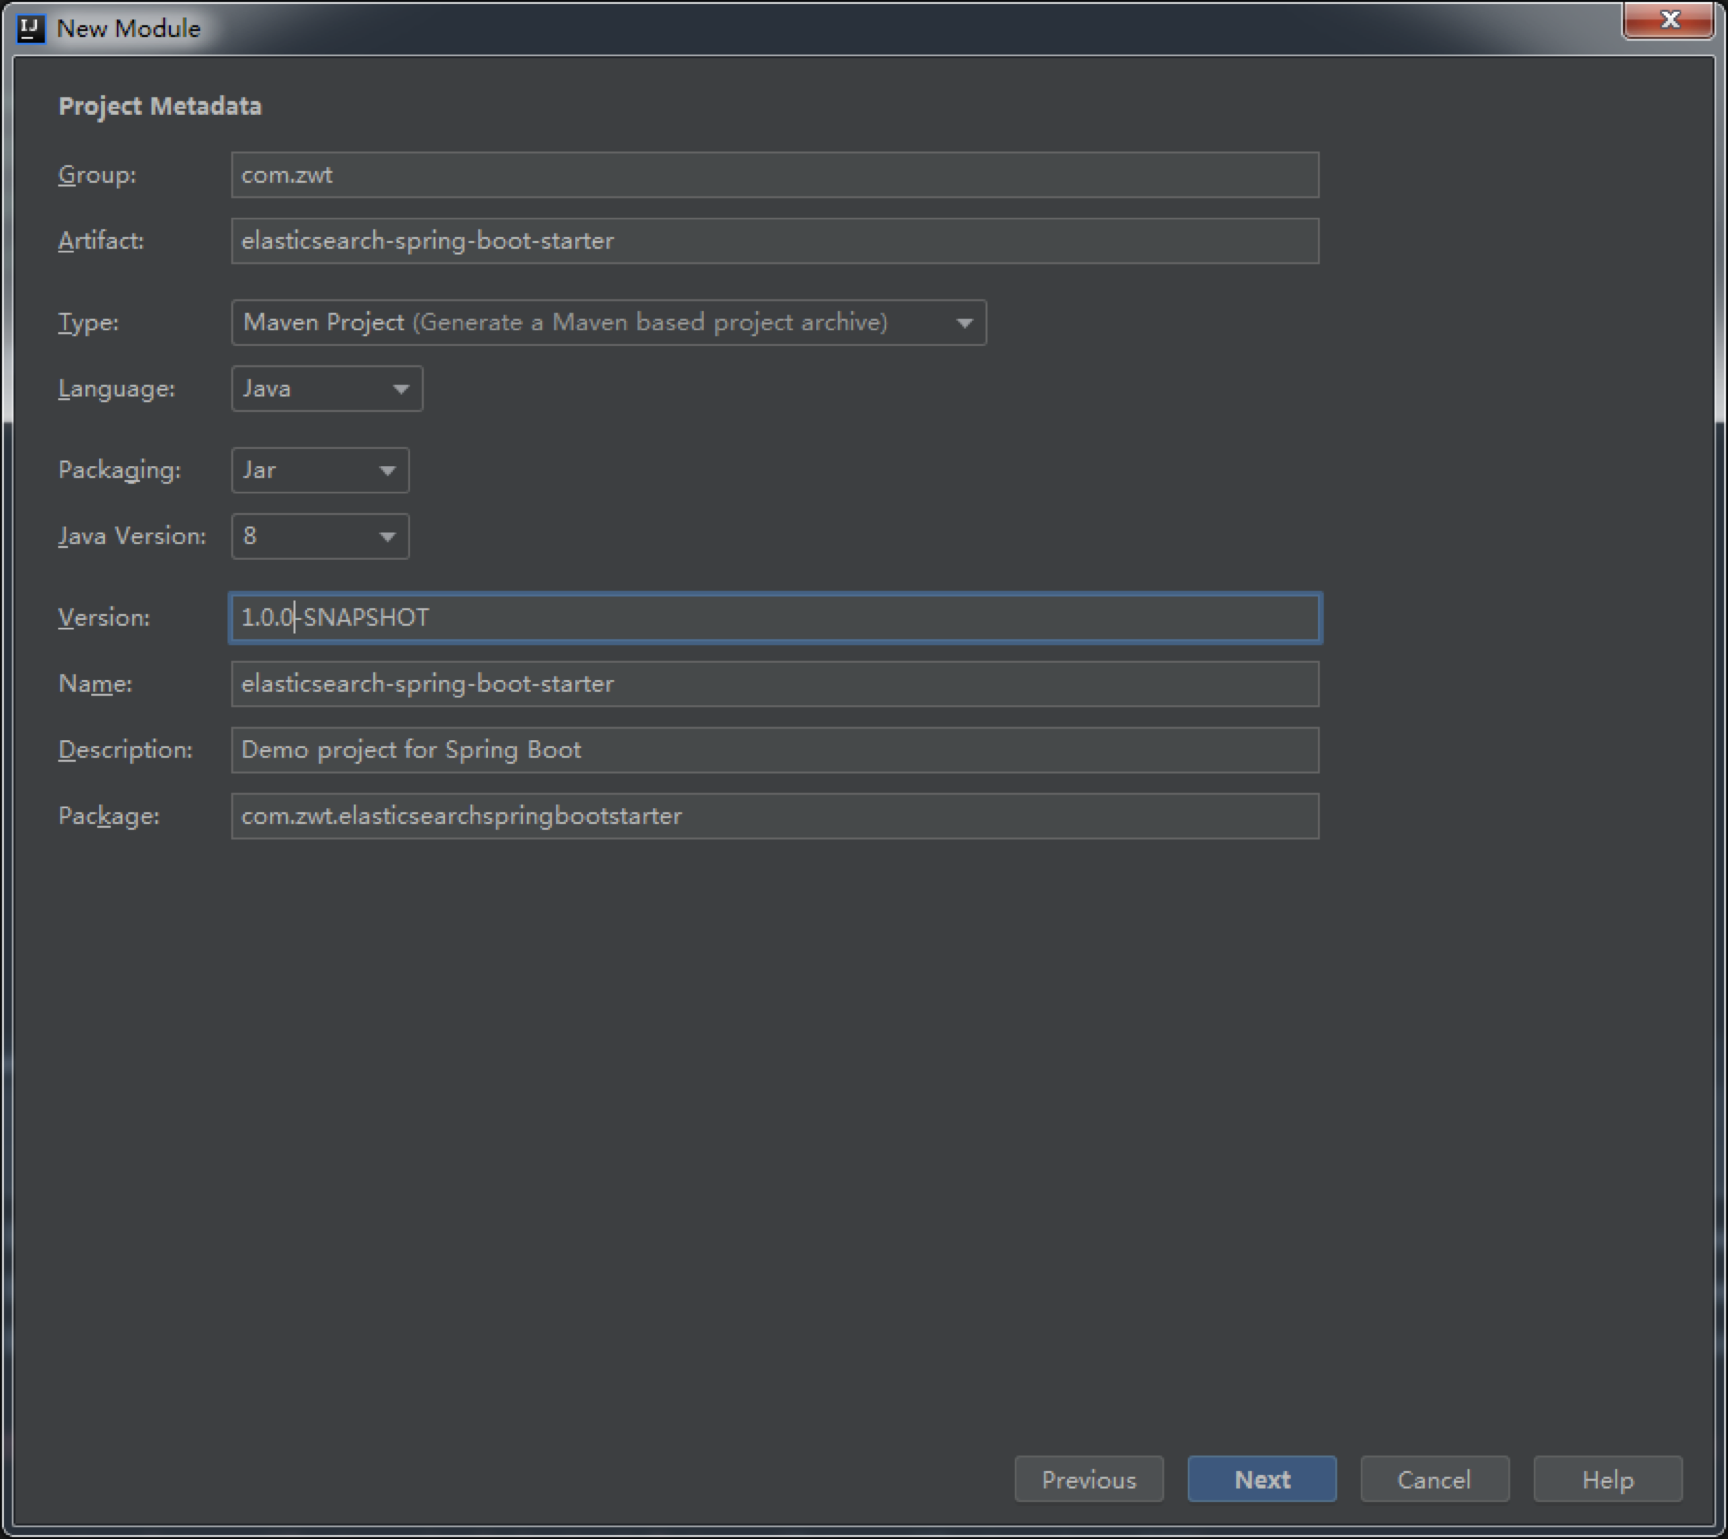 IJ
New Module
Project Metadata
Group: com.zwt
Artifact: elasticsearch-spring-boot-starter
Type: Maven Project (Generate a Maven based project archive)
Language: Java
Packaging: Jar
Java Version: 8
Version: 1.0.0-SNAPSHOT
Name: elasticsearch-spring-boot-starter
Description: Demo project for Spring Boot
Package: com.zwt.elasticsearchspringbootstarter
Previous Next Cancel Help